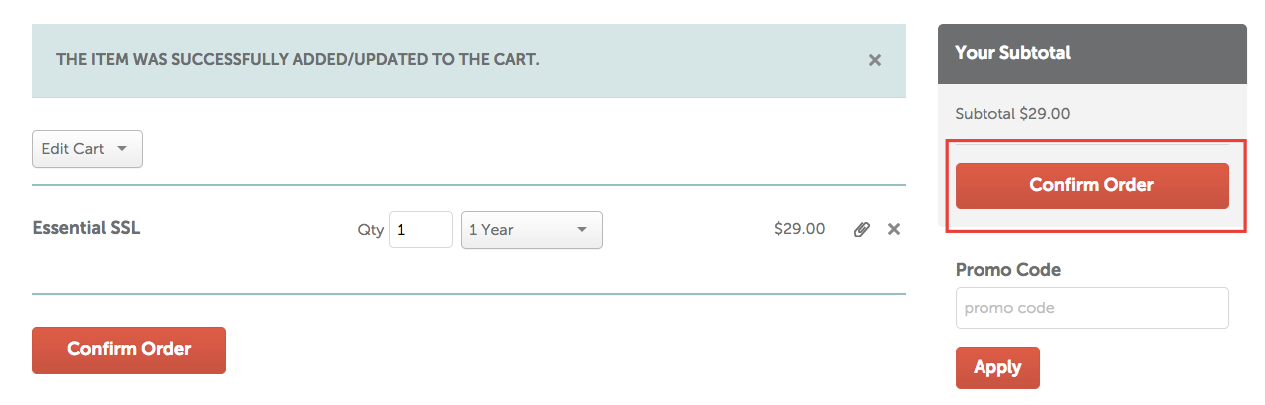 THE ITEM WAS SUCCESSFULLY ADDED/UPDATED TO THE CART.
Edit Cart
Essential SSL Qty 1 1 Year $29.00
Confirm Order
Your Subtotal
Subtotal $29.00
Confirm Order
Promo Code
promo code
Apply